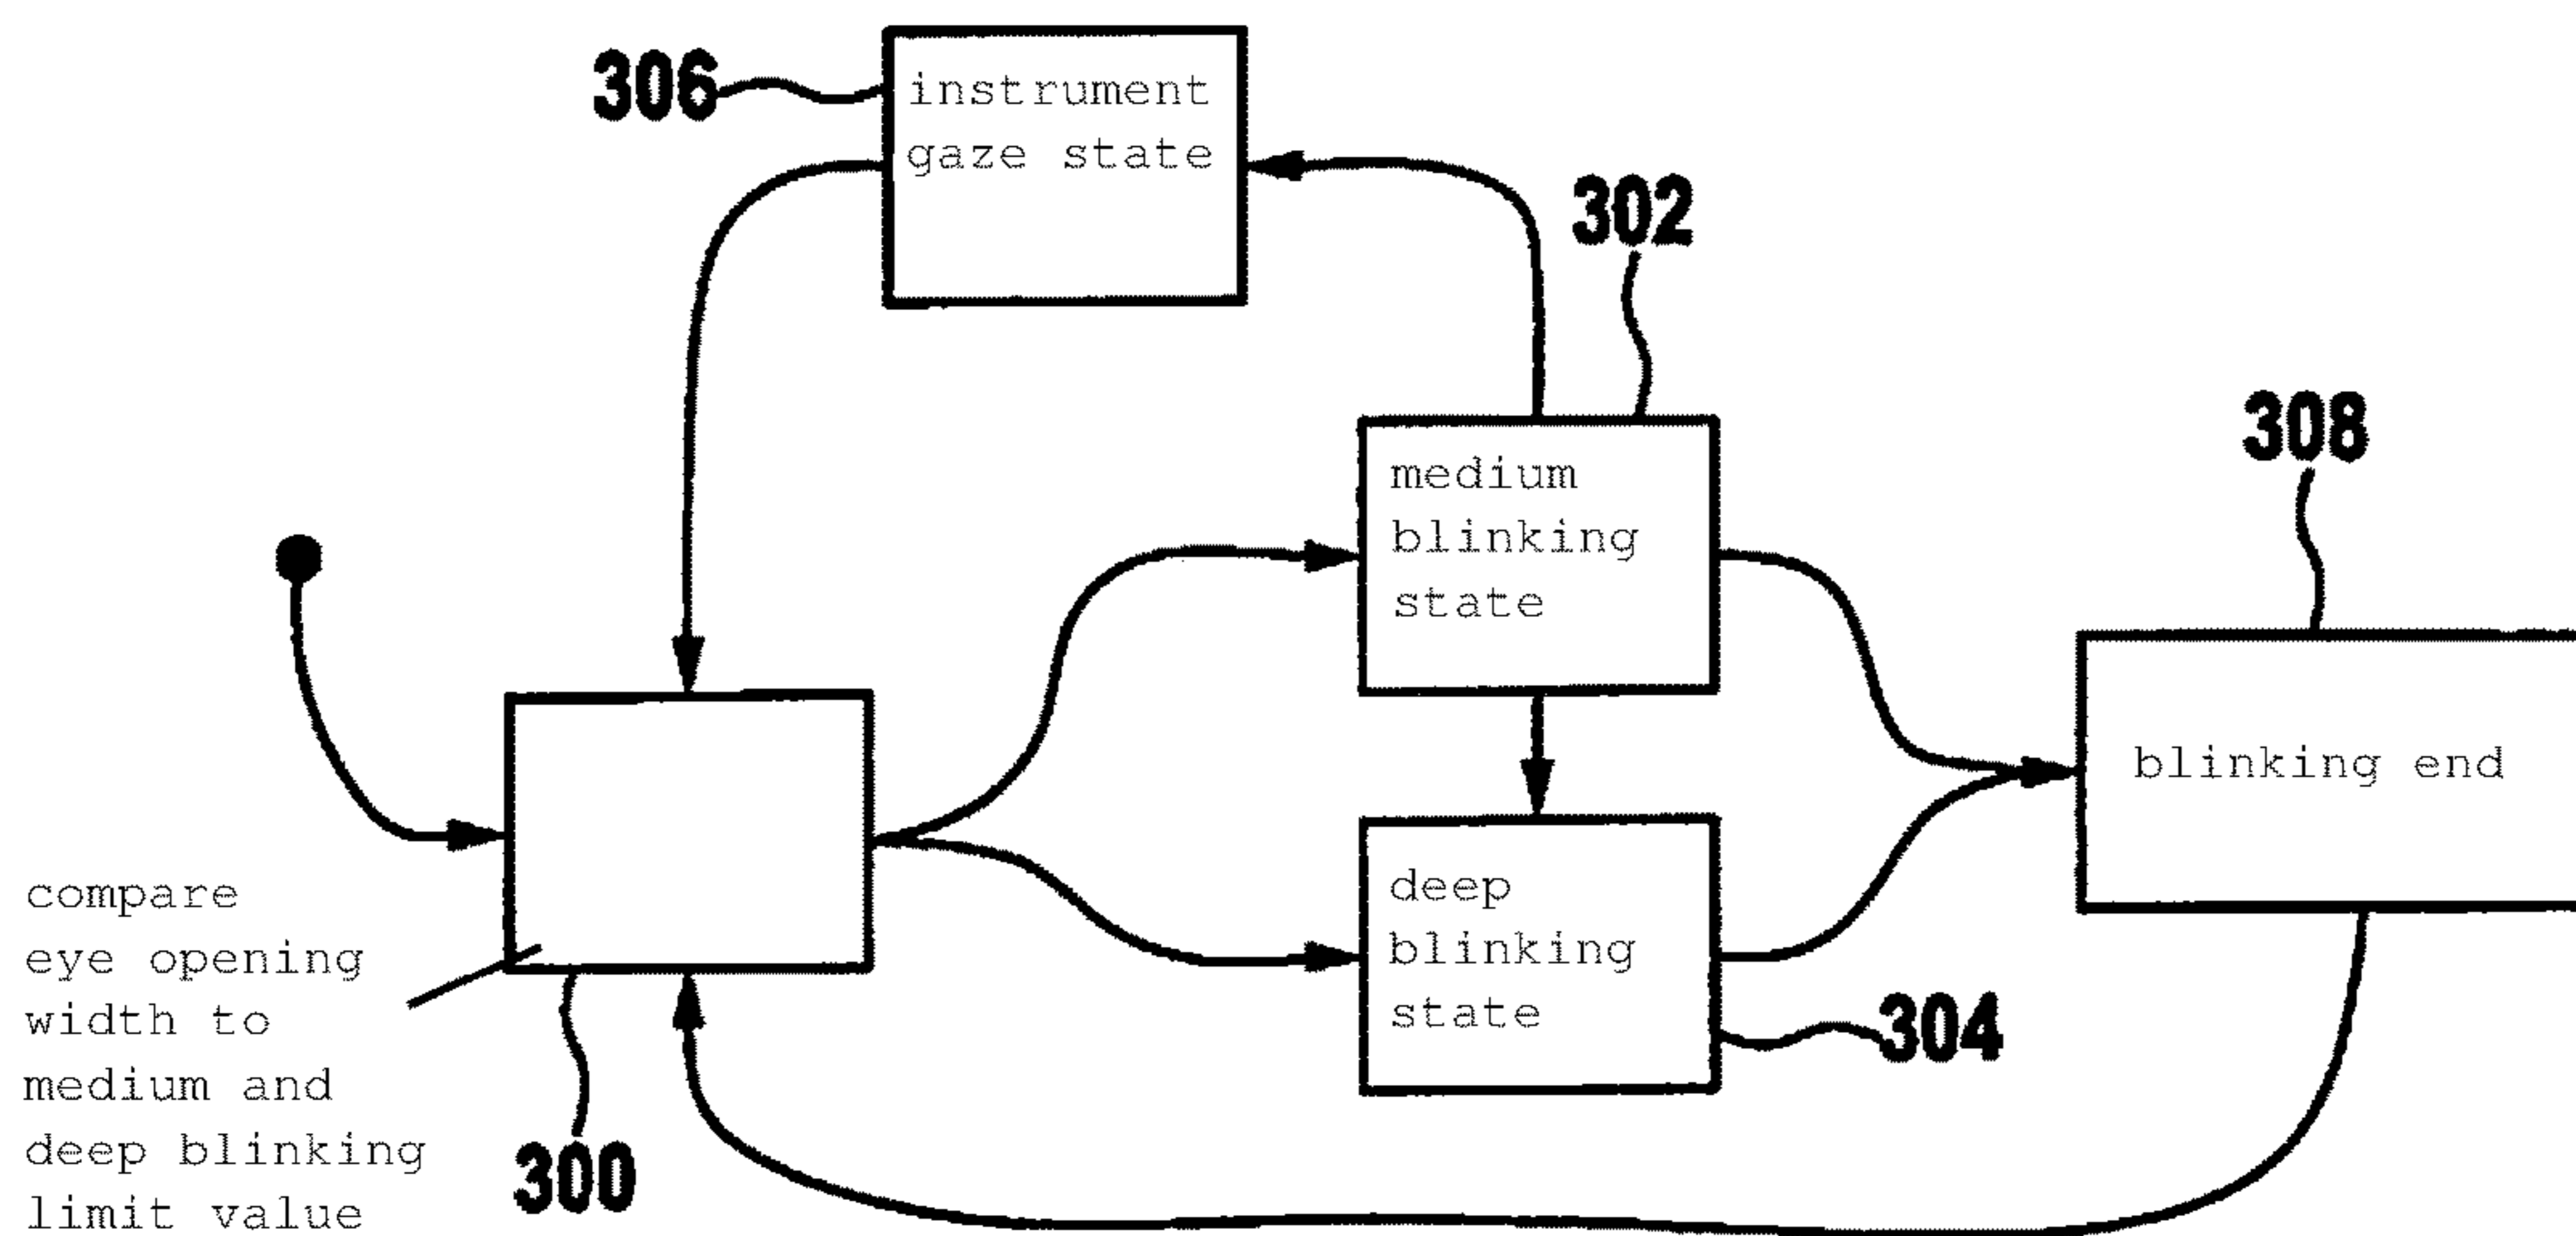 306
instrument
gaze state
302
medium
blinking
state
308
blinking end
compare
eye opening
width to
medium and
deep blinking
limit value
300
deep
blinking
state
304